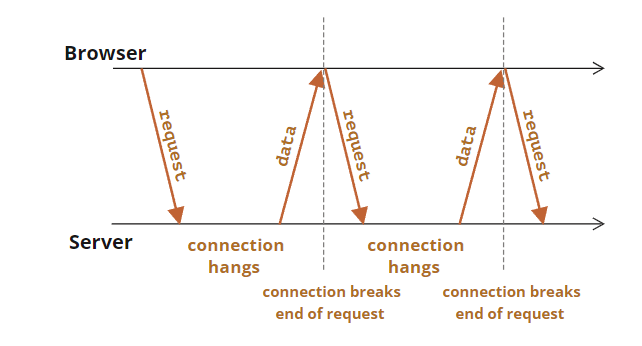 Browser
request
data
request
data
request
Server
connection
hangs
connection
hangs
connection breaks
end of request
connection breaks
end of request